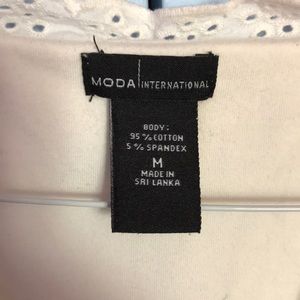 MODA INTERNATIONAL
BODY:
95% COTTON
5% SPANDEX
M
MADE IN
SRI LANKA